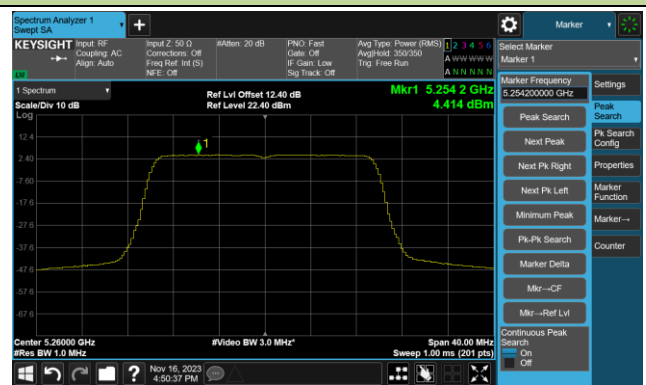 Spectrum Analyzer 1
Swept SA
Marker
KEYSIGHT
Input: RF
Coupling: AC
Align: Auto
Input Z: 50 Ω
Corrections: Off
Freq Ref: Int (S)
NFE: Off
#Atten: 20 dB
PNO: Fast
Gate: Off
IF Gain: Low
Sig Track: Off
Avg Type: Power (RMS)
Avg|Hold: 350/350
Trig: Free Run
1 2 3 4 5 6
A W W W W W
A N N N N N
LV
Select Marker
Marker 1
1 Spectrum
Scale/Div 10 dB
Log
Ref Lvl Offset 12.40 dB
Ref Level 22.40 dBm
Mkr1 5.254 2 GHz
4.414 dBm
Marker Frequency
5.254200000 GHz
Settings
Peak Search
Peak
Search
Next Peak
Pk Search
Config
Next Pk Right
Properties
Next Pk Left
Marker
Function
Minimum Peak
Marker→
Pk-Pk Search
Counter
Marker Delta
Mkr→CF
Mkr→Ref Lvl
Continuous Peak
Search
On
Off
1
12.4
2.40
-7.60
-17.6
-27.6
-37.6
-47.6
-57.6
-67.6
Center 5.26000 GHz
#Res BW 1.0 MHz
#Video BW 3.0 MHz*
Span 40.00 MHz
Sweep 1.00 ms (201 pts)
Nov 16, 2023
4:50:37 PM